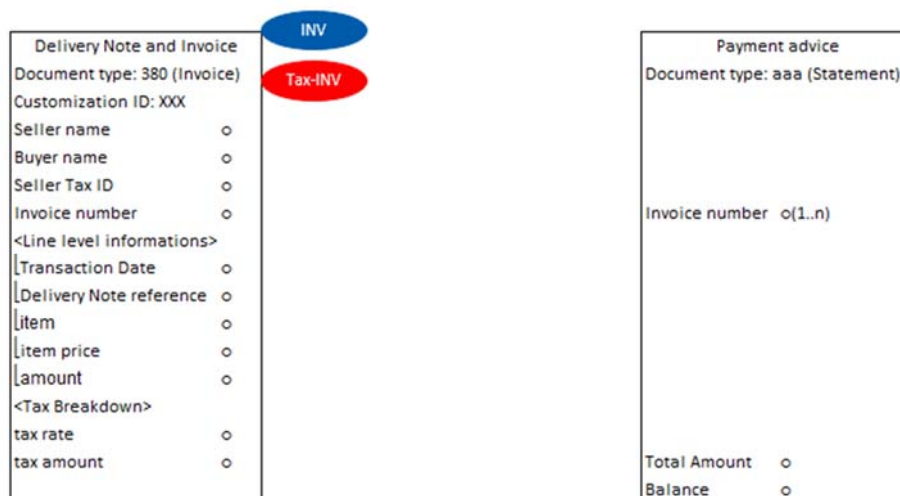 INV
Delivery Note and Invoice
Document type: 380 (Invoice)
Tax-INV
Customization ID: XXX
Seller name o
Buyer name o
Seller Tax ID o
Invoice number o
<Line level informations>
Transaction Date o
Delivery Note reference o
item o
item price o
amount o
<Tax Breakdown>
tax rate o
tax amount o
Payment advice
Document type: aaa (Statement)
Invoice number o(1..n)
Total Amount o
Balance o